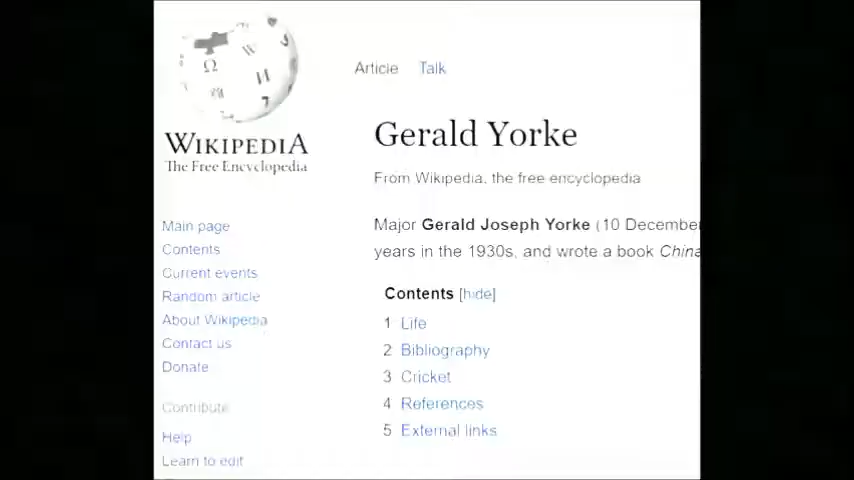 WIKIPEDIA
The Free Encyclopedia
Main page
Contents
Current events
Random article
About Wikipedia
Contact us
Donate
Contribute
Help
Learn to edit
Article Talk
Gerald Yorke
From Wikipedia, the free encyclopedia
Major Gerald Joseph Yorke (10 December
years in the 1930s, and wrote a book China
Contents [hide]
1 Life
2 Bibliography
3 Cricket
4 References
5 External links